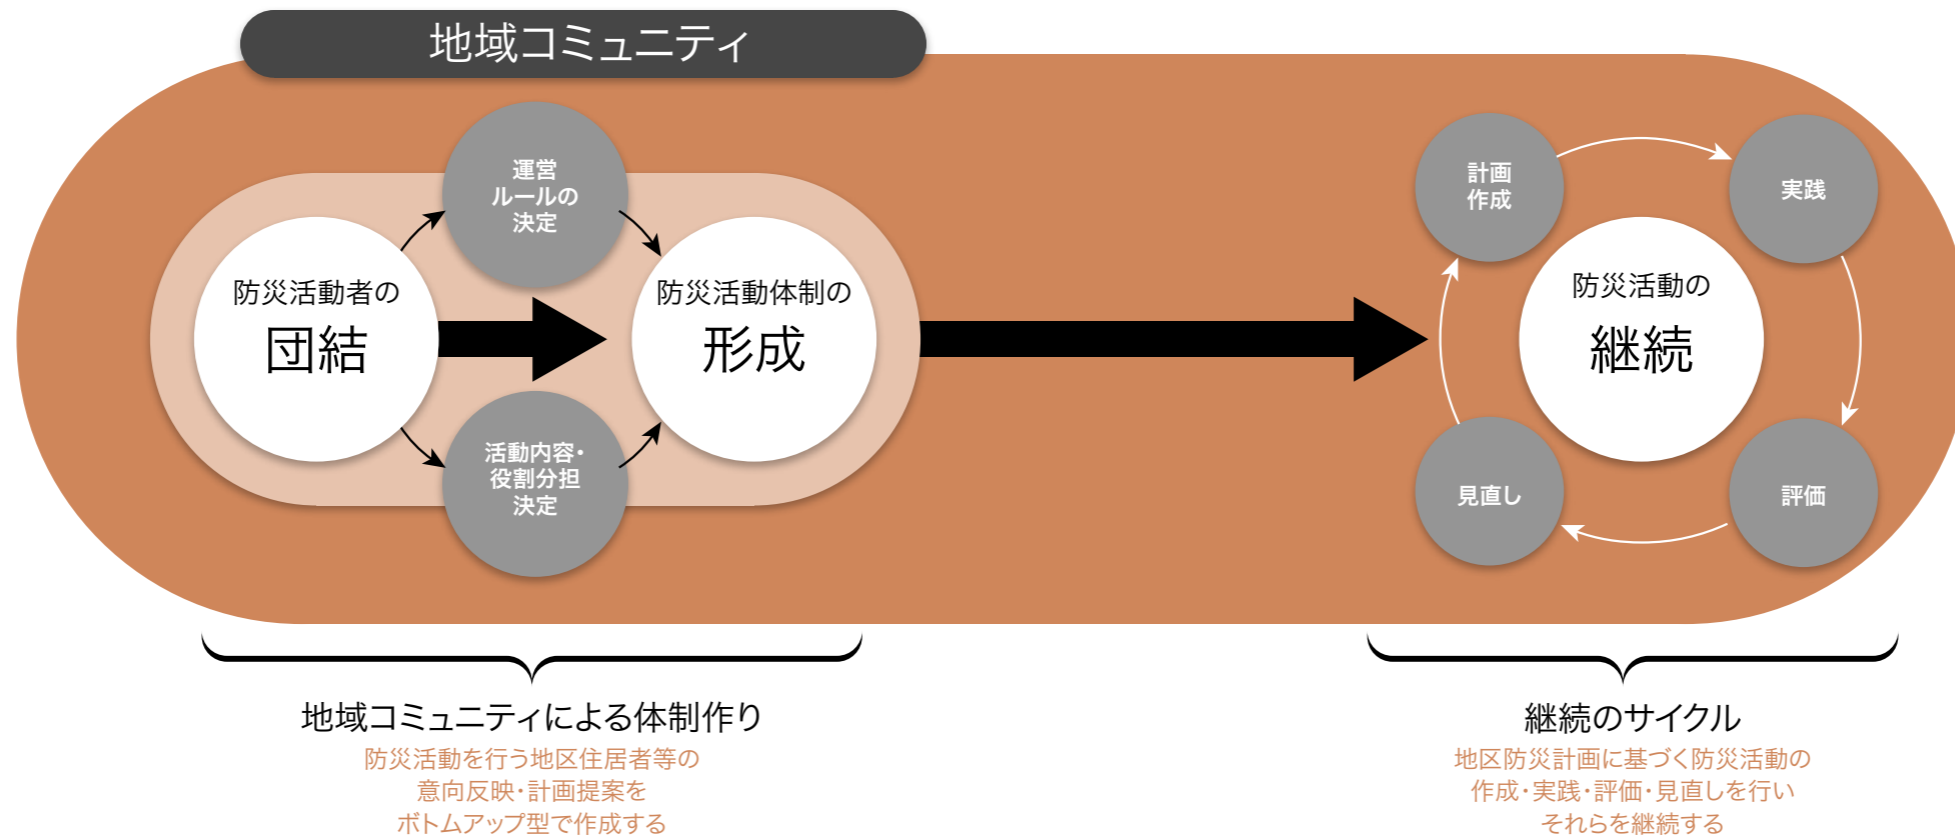 地域コミュニティ
運営
ルールの
決定
防災活動者の
団結
防災活動体制の
形成
活動内容・
役割分担
決定
計画
作成
実践
防災活動の
継続
見直し
評価
地域コミュニティによる体制作り
防災活動を行う地区住居者等の
意向反映・計画提案を
ボトムアップ型で作成する
継続のサイクル
地区防災計画に基づく防災活動の
作成・実践・評価・見直しを行い
それらを継続する